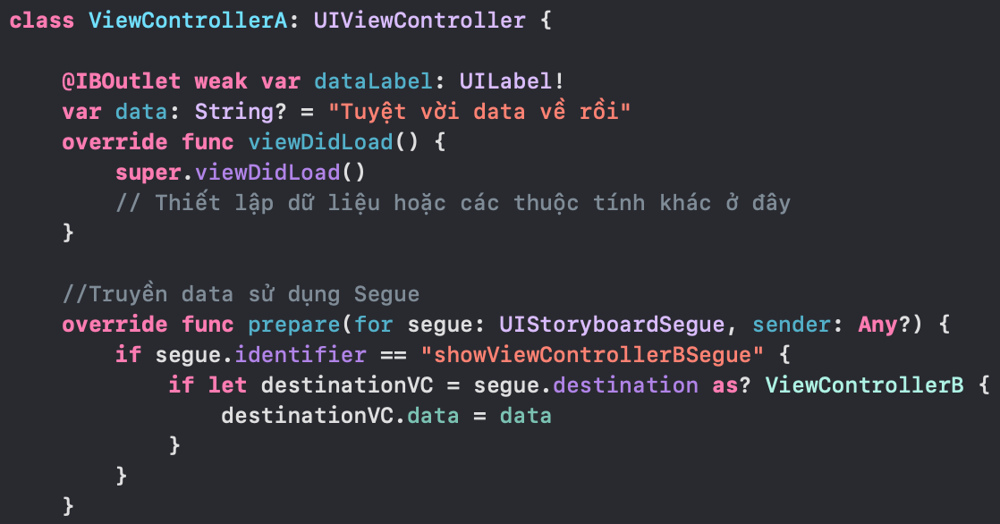 class ViewControllerA: UIViewController {
@IBOutlet weak var dataLabel: UILabel!
var data: String? = "Tuyệt vời data về rồi"
override func viewDidLoad() {
super.viewDidLoad()
// Thiết lập dữ liệu hoặc các thuộc tính khác ở đây
}
//Truyền data sử dụng Segue
override func prepare(for segue: UIStoryboardSegue, sender: Any?) {
if segue.identifier == "showViewControllerBSegue" {
if let destinationVC = segue.destination as? ViewControllerB {
destinationVC.data = data
}
}
}